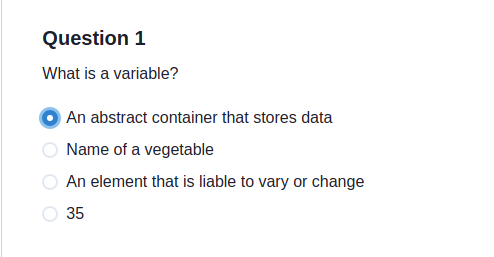 Question 1
What is a variable?
An abstract container that stores data
Name of a vegetable
An element that is liable to vary or change
35